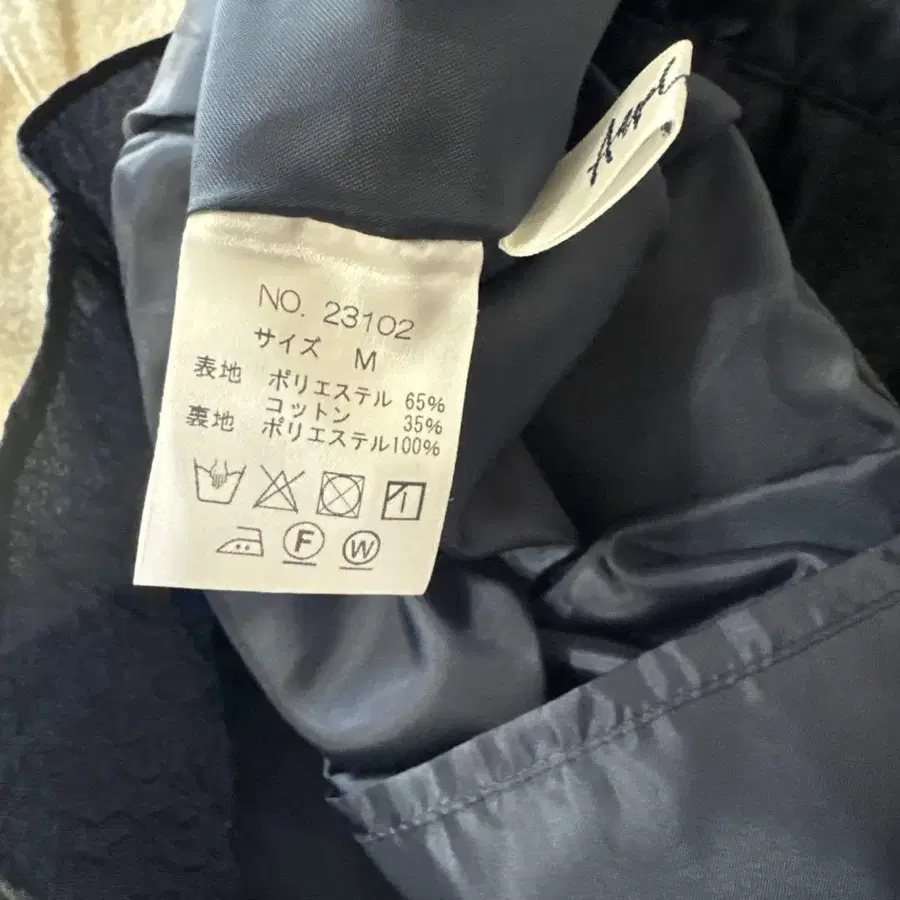 NO. 23102
サイズ M
表地 ポリエステル 65%
コットン 35%
裏地 ポリエステル100%
F W